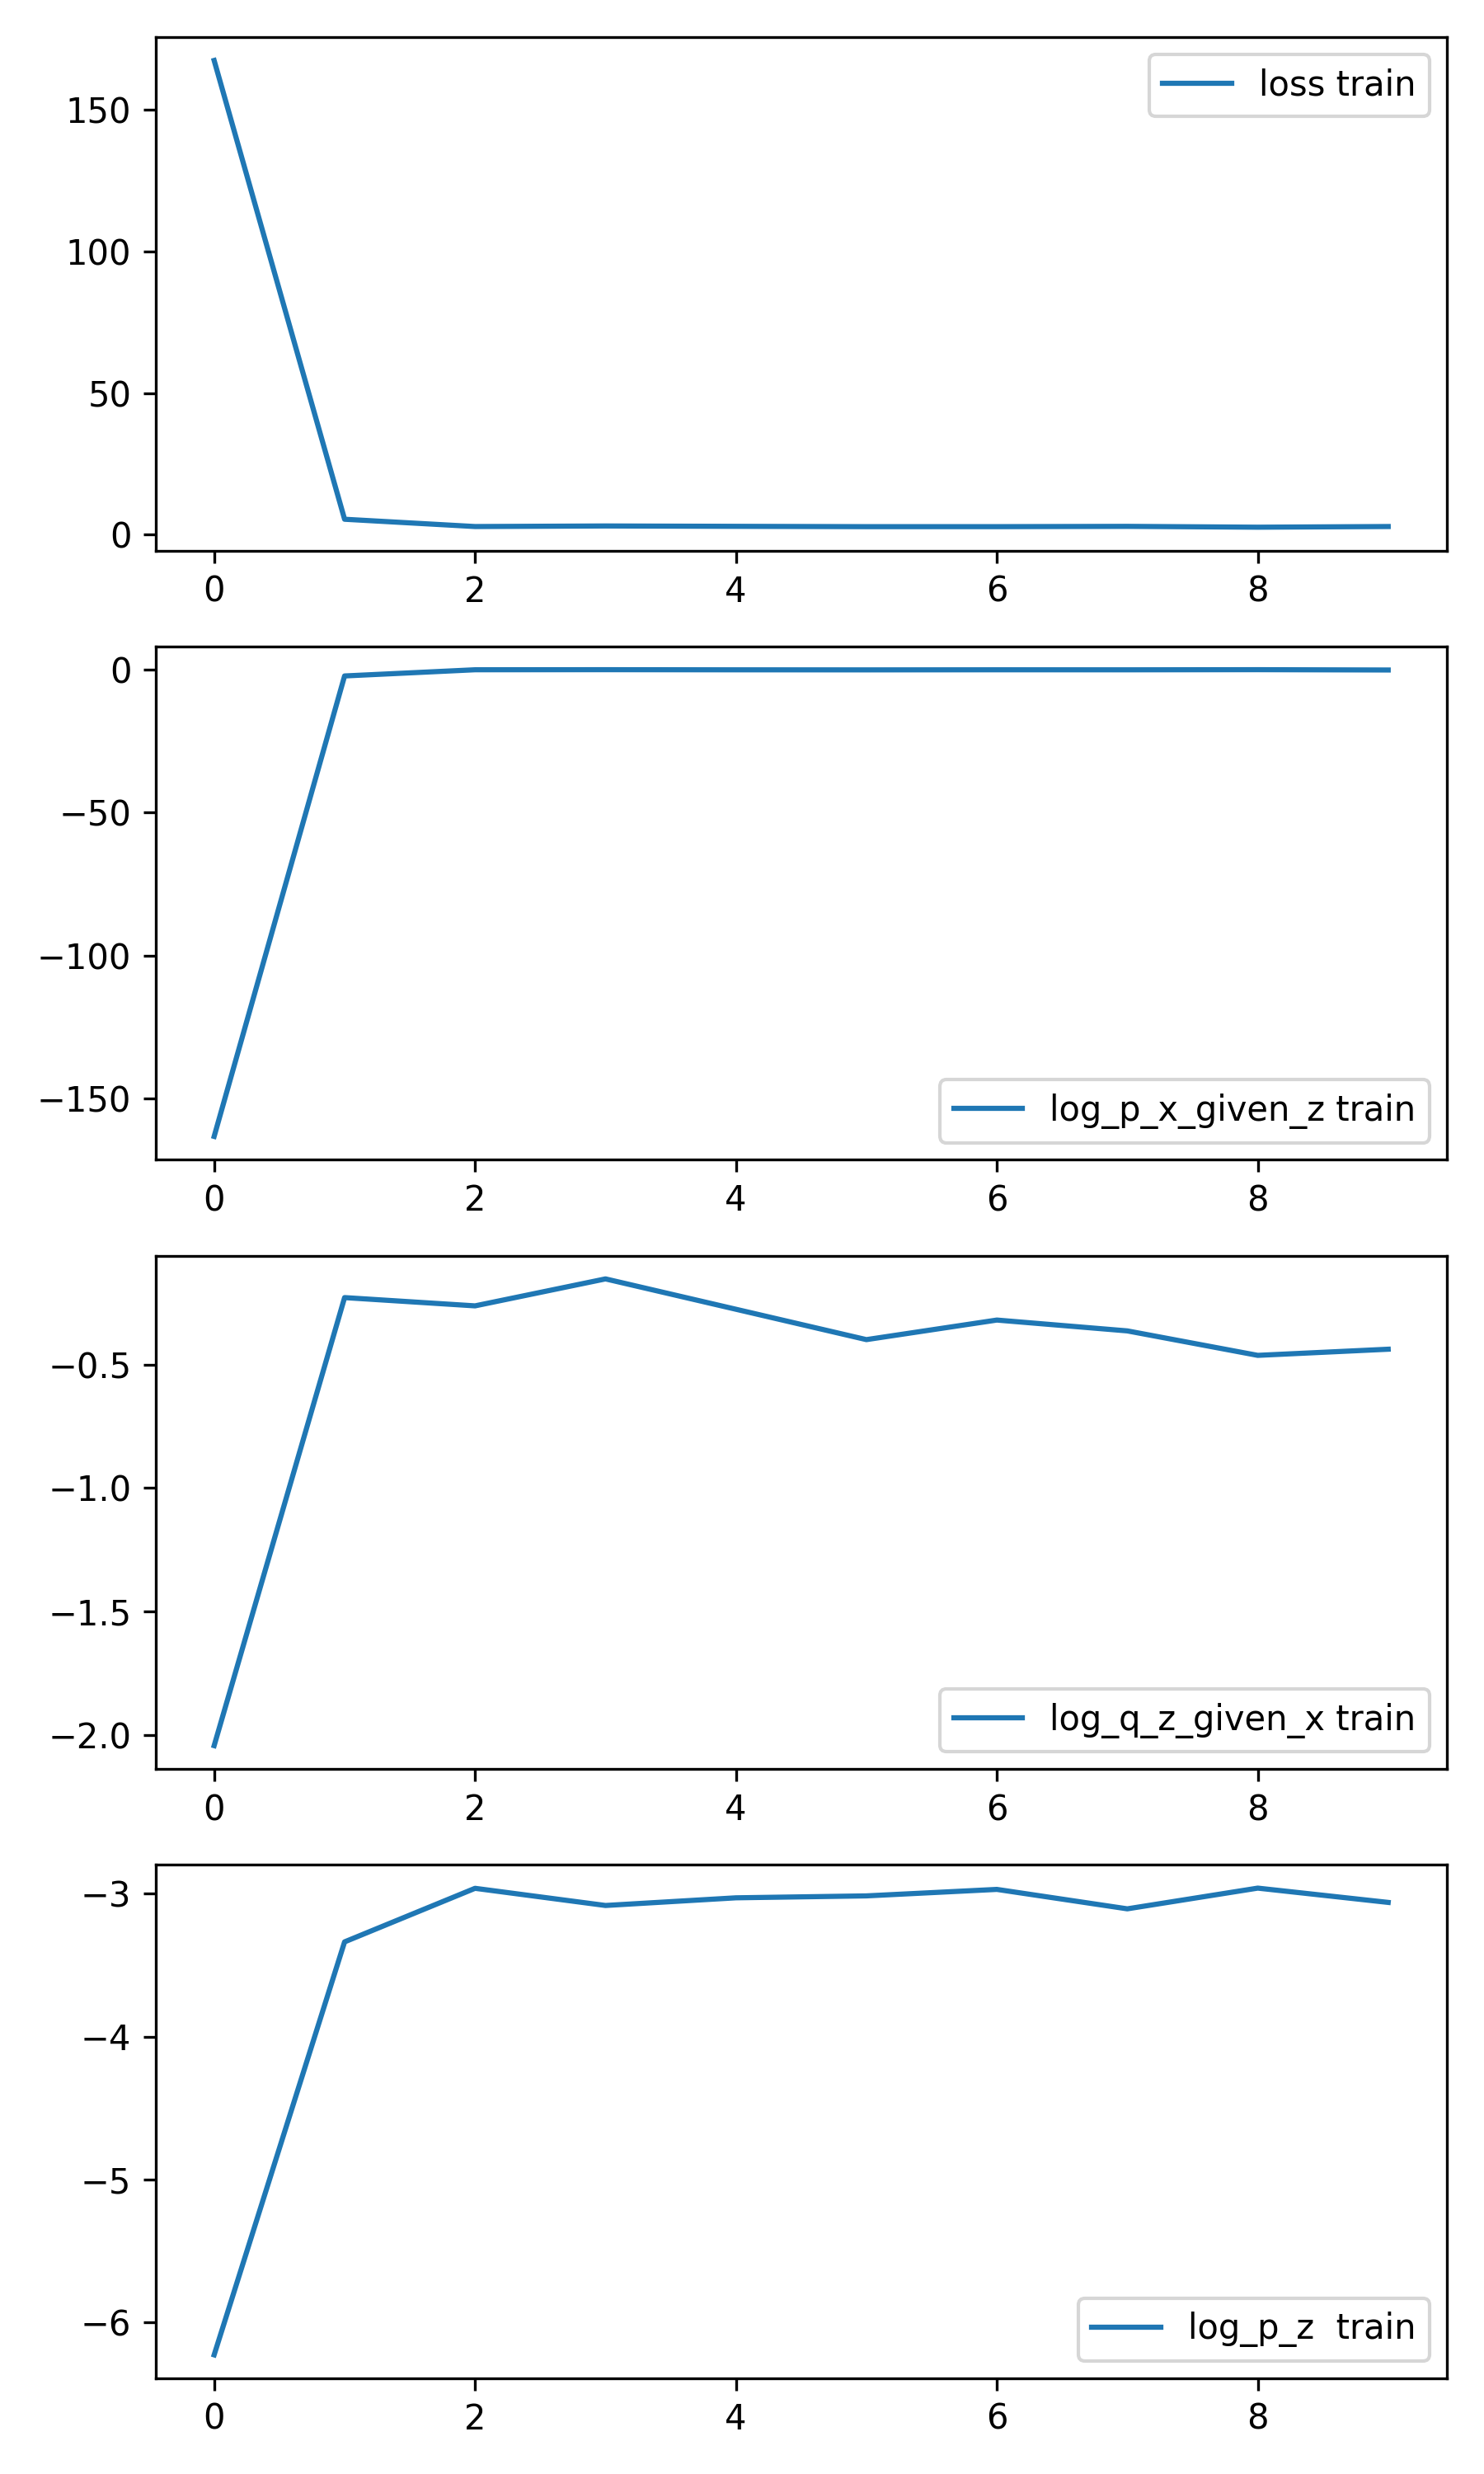 150
100
50
0
loss train
0 2 4 6 8
0
−50
−100
−150
log_p_x_given_z train
0 2 4 6 8
−0.5
−1.0
−1.5
−2.0
log_q_z_given_x train
0 2 4 6 8
−3
−4
−5
−6
log_p_z  train
0 2 4 6 8